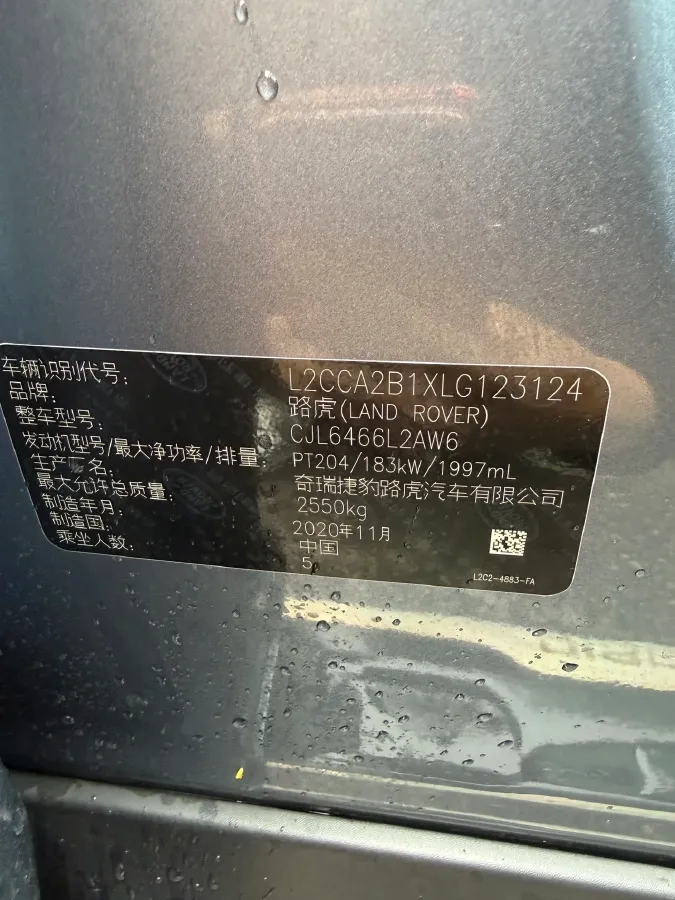 车辆识别代号: L2CCA2B1XLG123124
品牌: 路虎(LAND ROVER)
整车型号: CJL6466L2AW6
发动机型号/最大净功率/排量: PT204/183kW/1997mL
生产 名: 奇瑞捷豹路虎汽车有限公司
最大允许总质量: 2550kg
制造年月: 2020年11月
制造国: 中国
乘坐人数: 5
L2C2-4883-FA